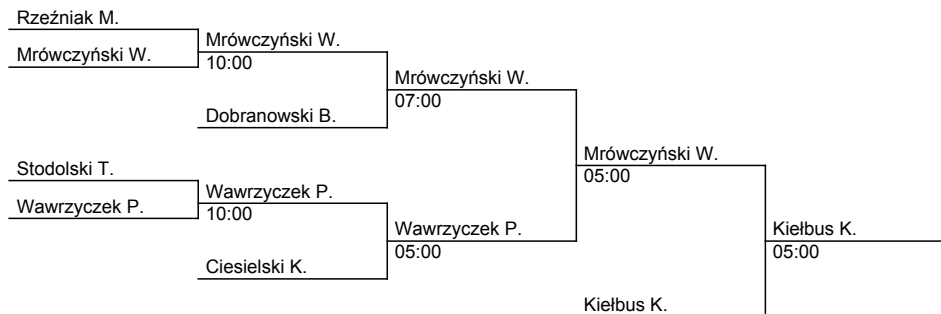 Rzeźniak M.
Mrówczyński W.
Mrówczyński W.
10:00
Mrówczyński W.
07:00
Dobranowski B.
Mrówczyński W.
05:00
Stodolski T.
Wawrzyczek P.
Wawrzyczek P.
10:00
Wawrzyczek P.
05:00
Kiełbus K.
05:00
Ciesielski K.
Kiełbus K.